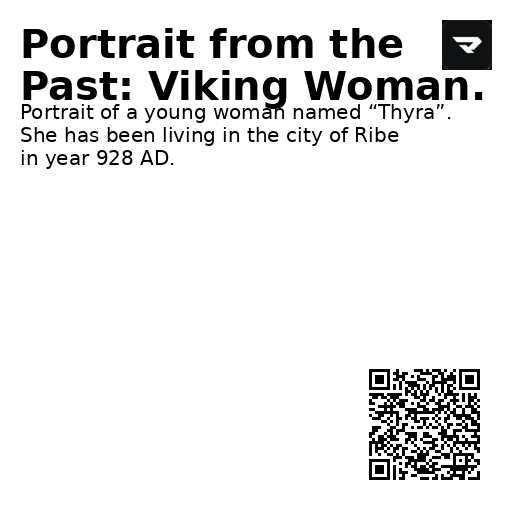 Portrait from the
Past: Viking Woman.
Portrait of a young woman named “Thyra”.
She has been living in the city of Ribe
in year 928 AD.